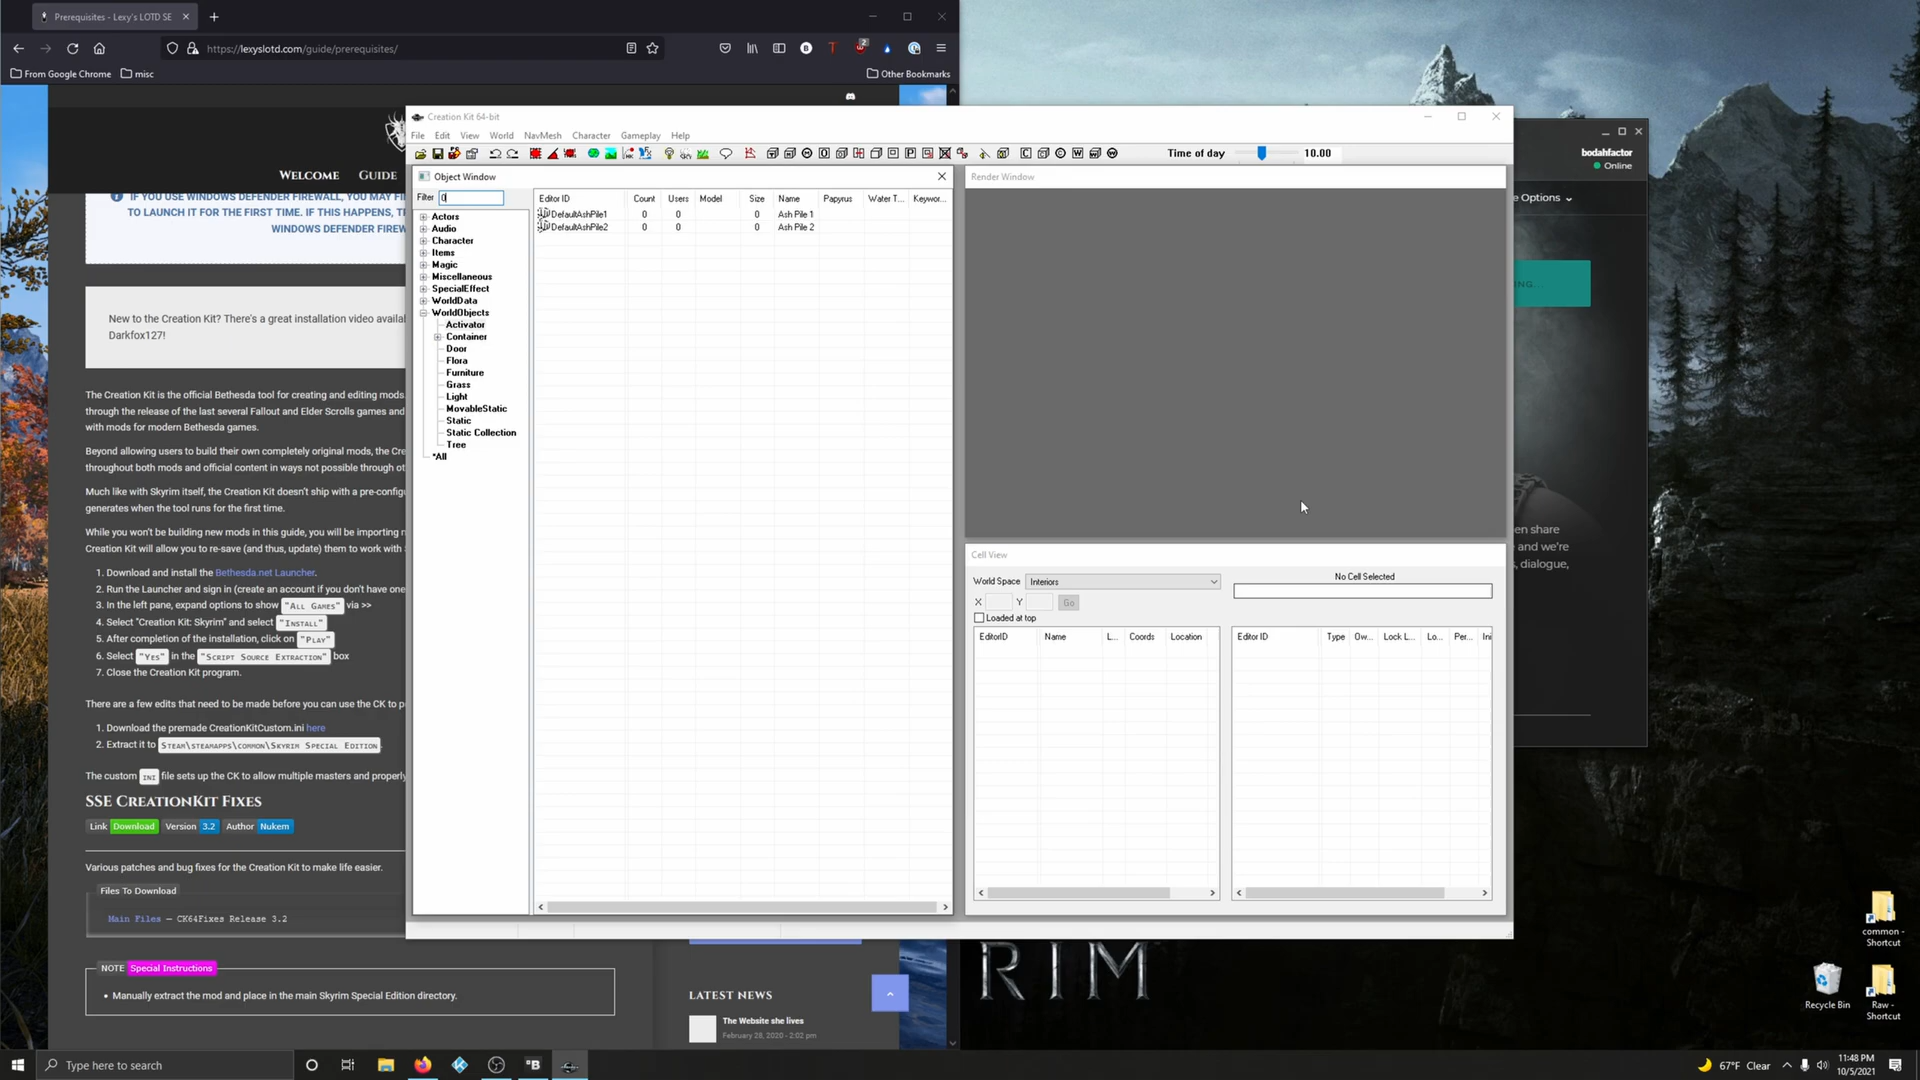 Prerequisites - Lexy's LOTD SE
https://lexyslotd.com/guide/prerequisites/
2
From Google Chrome
misc
Other Bookmarks
WELCOME
GUIDE
IF YOU USE WINDOWS DEFENDER FIREWALL, YOU MAY FI
TO LAUNCH IT FOR THE FIRST TIME. IF THIS HAPPENS, TH
WINDOWS DEFENDER FIREW
New to the Creation Kit? There's a great installation video availa
Darkfox127!
The Creation Kit is the official Bethesda tool for creating and editing mods
through the release of the last several Fallout and Elder Scrolls games and
with mods for modern Bethesda games.
Beyond allowing users to build their own completely original mods, the Cre
throughout both mods and official content in ways not possible through ot
Much like with Skyrim itself, the Creation Kit doesn't ship with a pre-configu
generates when the tool runs for the first time.
While you won't be building new mods in this guide, you will be importing n
Creation Kit will allow you to re-save (and thus, update) them to work with S
1. Download and install the Bethesda.net Launcher.
2. Run the Launcher and sign in (create an account if you don't have one
3. In the left pane, expand options to show "ALL GAMES" via >>
4. Select "Creation Kit: Skyrim" and select "INSTALL"
5. After completion of the installation, click on "PLAY"
6. Select "YES" in the "SCRIPT SOURCE EXTRACTION" box
7. Close the Creation Kit program.
There are a few edits that need to be made before you can use the CK to p
1. Download the premade CreationKitCustom.ini here
2. Extract it to STEAM\STEAMAPPS\COMMON\SKYRIM SPECIAL EDITION.
The custom INI file sets up the CK to allow multiple masters and properly
SSE CREATIONKIT FIXES
Link Download Version 3.2 Author Nukem
Various patches and bug fixes for the Creation Kit to make life easier.
Files To Download
Main Files – CK64Fixes Release 3.2
NOTE Special Instructions
• Manually extract the mod and place in the main Skyrim Special Edition directory.
LATEST NEWS
The Website she lives
February 28, 2020 - 2:02 pm
Creation Kit 64-bit
File Edit View World NavMesh Character Gameplay Help
Time of day 10.00
Object Window
Filter 0
Actors
Audio
Character
Items
Magic
Miscellaneous
SpecialEffect
WorldData
WorldObjects
Activator
Container
Door
Flora
Furniture
Grass
Light
MovableStatic
Static
Static Collection
Tree
*All
Editor ID Count Users Model Size Name Papyrus Water T... Keywor...
DefaultAshPile1 0 0 0 Ash Pile 1
DefaultAshPile2 0 0 0 Ash Pile 2
Render Window
Cell View
World Space Interiors
No Cell Selected
X Y Go
Loaded at top
EditorID Name L... Coords Location
Editor ID Type Ow... Lock L... Lo... Per... Ini
bodahfactor
Online
e Options
NG...
en share
e and we're
s, dialogue,
RIM
common - Shortcut
Recycle Bin
Raw - Shortcut
Type here to search
67°F Clear
11:48 PM
10/5/2021